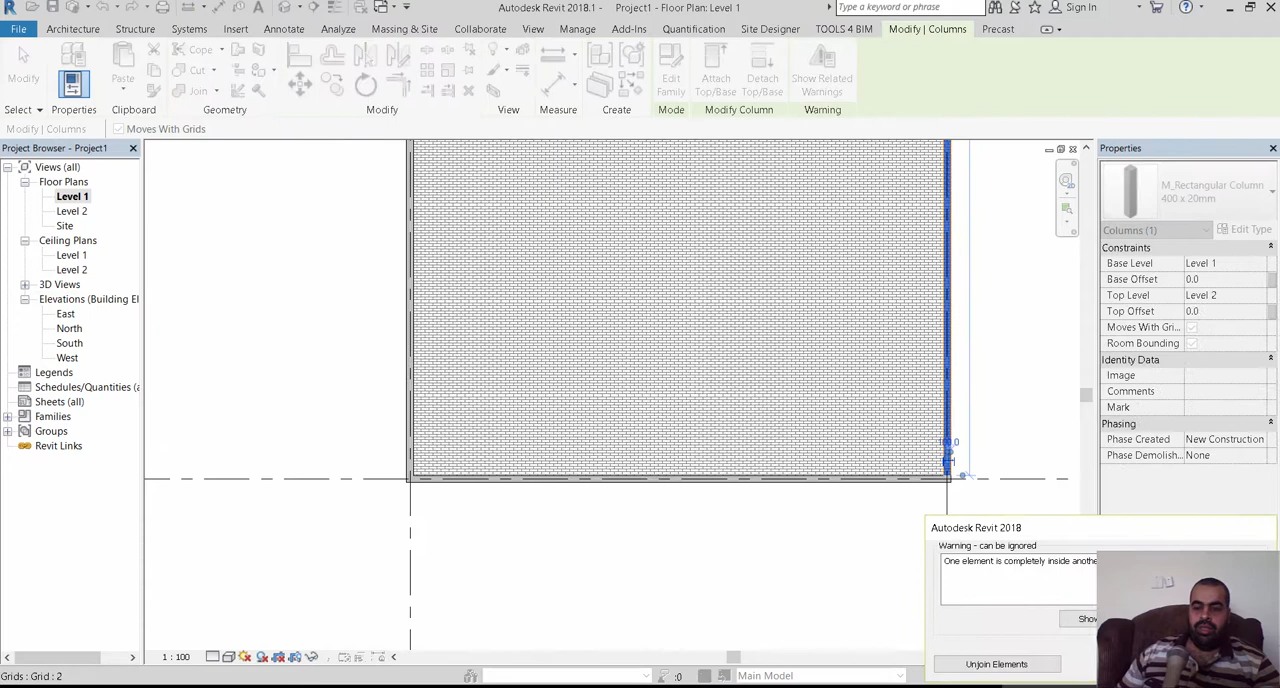 Autodesk Revit 2018.1 - Project1 - Floor Plan: Level 1
Type a keyword or phrase
Sign In
File Architecture Structure Systems Insert Annotate Analyze Massing & Site Collaborate View Manage Add-Ins Quantification Site Designer TOOLS 4 BIM Modify | Columns Precast
Modify
Paste
Cope
Cut
Join
Edit Family
Attach Top/Base
Detach Top/Base
Show Related Warnings
Select Properties Clipboard Geometry Modify View Measure Create Mode Modify Column Warning
Modify | Columns
Moves With Grids
Project Browser - Project1
Views (all)
Floor Plans
Level 1
Level 2
Site
Ceiling Plans
Level 1
Level 2
3D Views
Elevations (Building El
East
North
South
West
Legends
Schedules/Quantities (a
Sheets (all)
Families
Groups
Revit Links
Properties
M_Rectangular Column
400 x 20mm
Columns (1)
Edit Type
Constraints
Base Level Level 1
Base Offset 0.0
Top Level Level 2
Top Offset 0.0
Moves With Gri...
Room Bounding
Identity Data
Image
Comments
Mark
Phasing
Phase Created New Construction
Phase Demolish... None
Autodesk Revit 2018
Warning - can be ignored
One element is completely inside anothe
Show
Unjoin Elements
1 : 100
Grids : Grid : 2
:0
Main Model